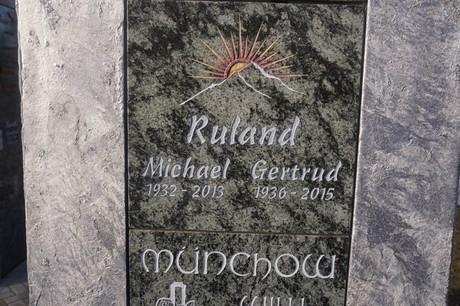 Ruland
Michael Gertrud
1932 - 2013 1936 - 2015
MÜNCHOW